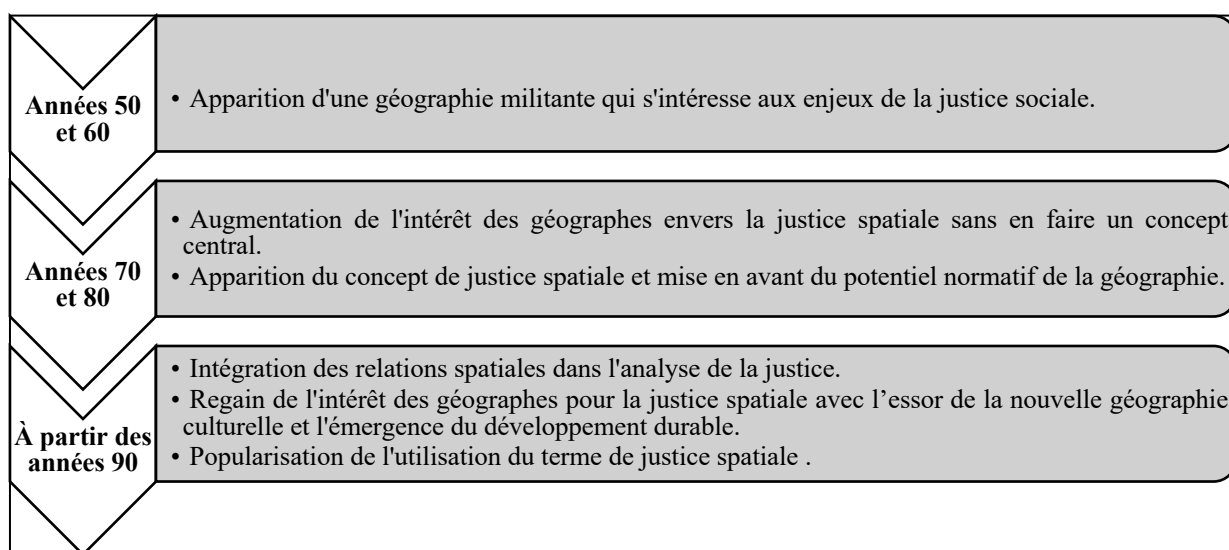 Années 50
et 60
• Apparition d'une géographie militante qui s'intéresse aux enjeux de la justice sociale.
Années 70
et 80
• Augmentation de l'intérêt des géographes envers la justice spatiale sans en faire un concept
central.
• Apparition du concept de justice spatiale et mise en avant du potentiel normatif de la géographie.
À partir des
années 90
• Intégration des relations spatiales dans l'analyse de la justice.
• Regain de l'intérêt des géographes pour la justice spatiale avec l’essor de la nouvelle géographie
culturelle et l'émergence du développement durable.
• Popularisation de l'utilisation du terme de justice spatiale .